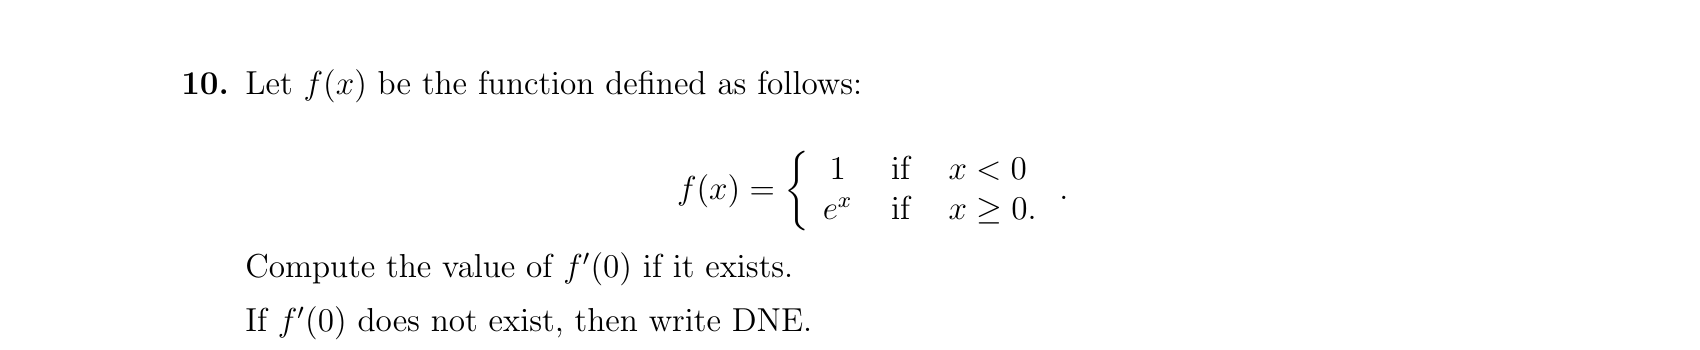 10. Let f(x) be the function defined as follows:
f(x) = { 1 if x < 0
e^x if x ≥ 0. .
Compute the value of f′(0) if it exists.
If f′(0) does not exist, then write DNE.